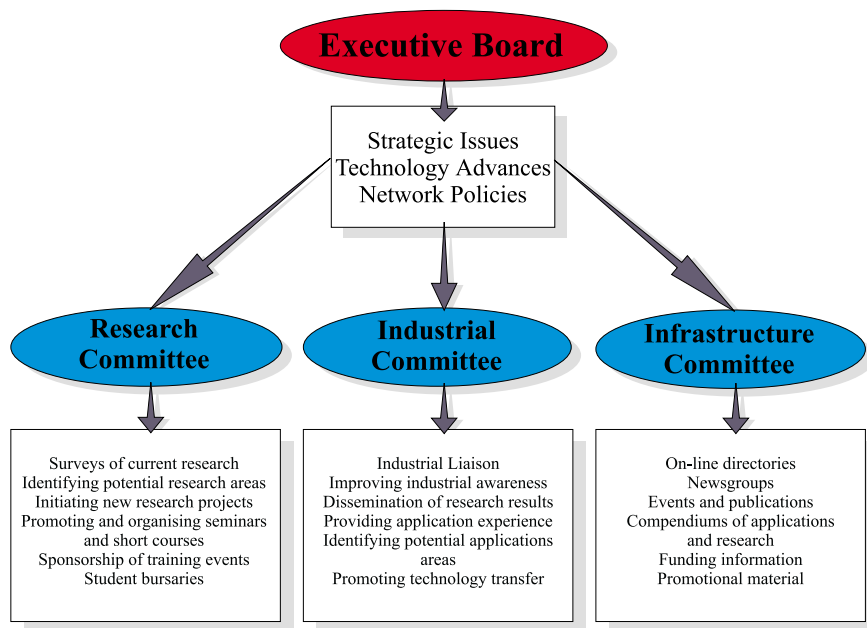 Executive Board
Strategic Issues
Technology Advances
Network Policies
Research
Committee
Industrial
Committee
Infrastructure
Committee
Surveys of current research
Identifying potential research areas
Initiating new research projects
Promoting and organising seminars
and short courses
Sponsorship of training events
Student bursaries
Industrial Liaison
Improving industrial awareness
Dissemination of research results
Providing application experience
Identifying potential applications
areas
Promoting technology transfer
On-line directories
Newsgroups
Events and publications
Compendiums of applications
and research
Funding information
Promotional material